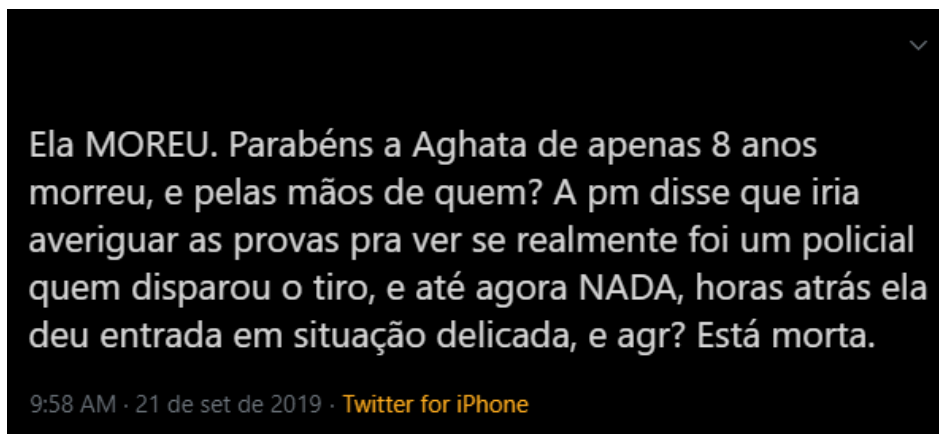 Ela MOREU. Parabéns a Aghata de apenas 8 anos
morreu, e pelas mãos de quem? A pm disse que iria
averiguar as provas pra ver se realmente foi um policial
quem disparou o tiro, e até agora NADA, horas atrás ela
deu entrada em situação delicada, e agr? Está morta.
9:58 AM · 21 de set de 2019 · Twitter for iPhone